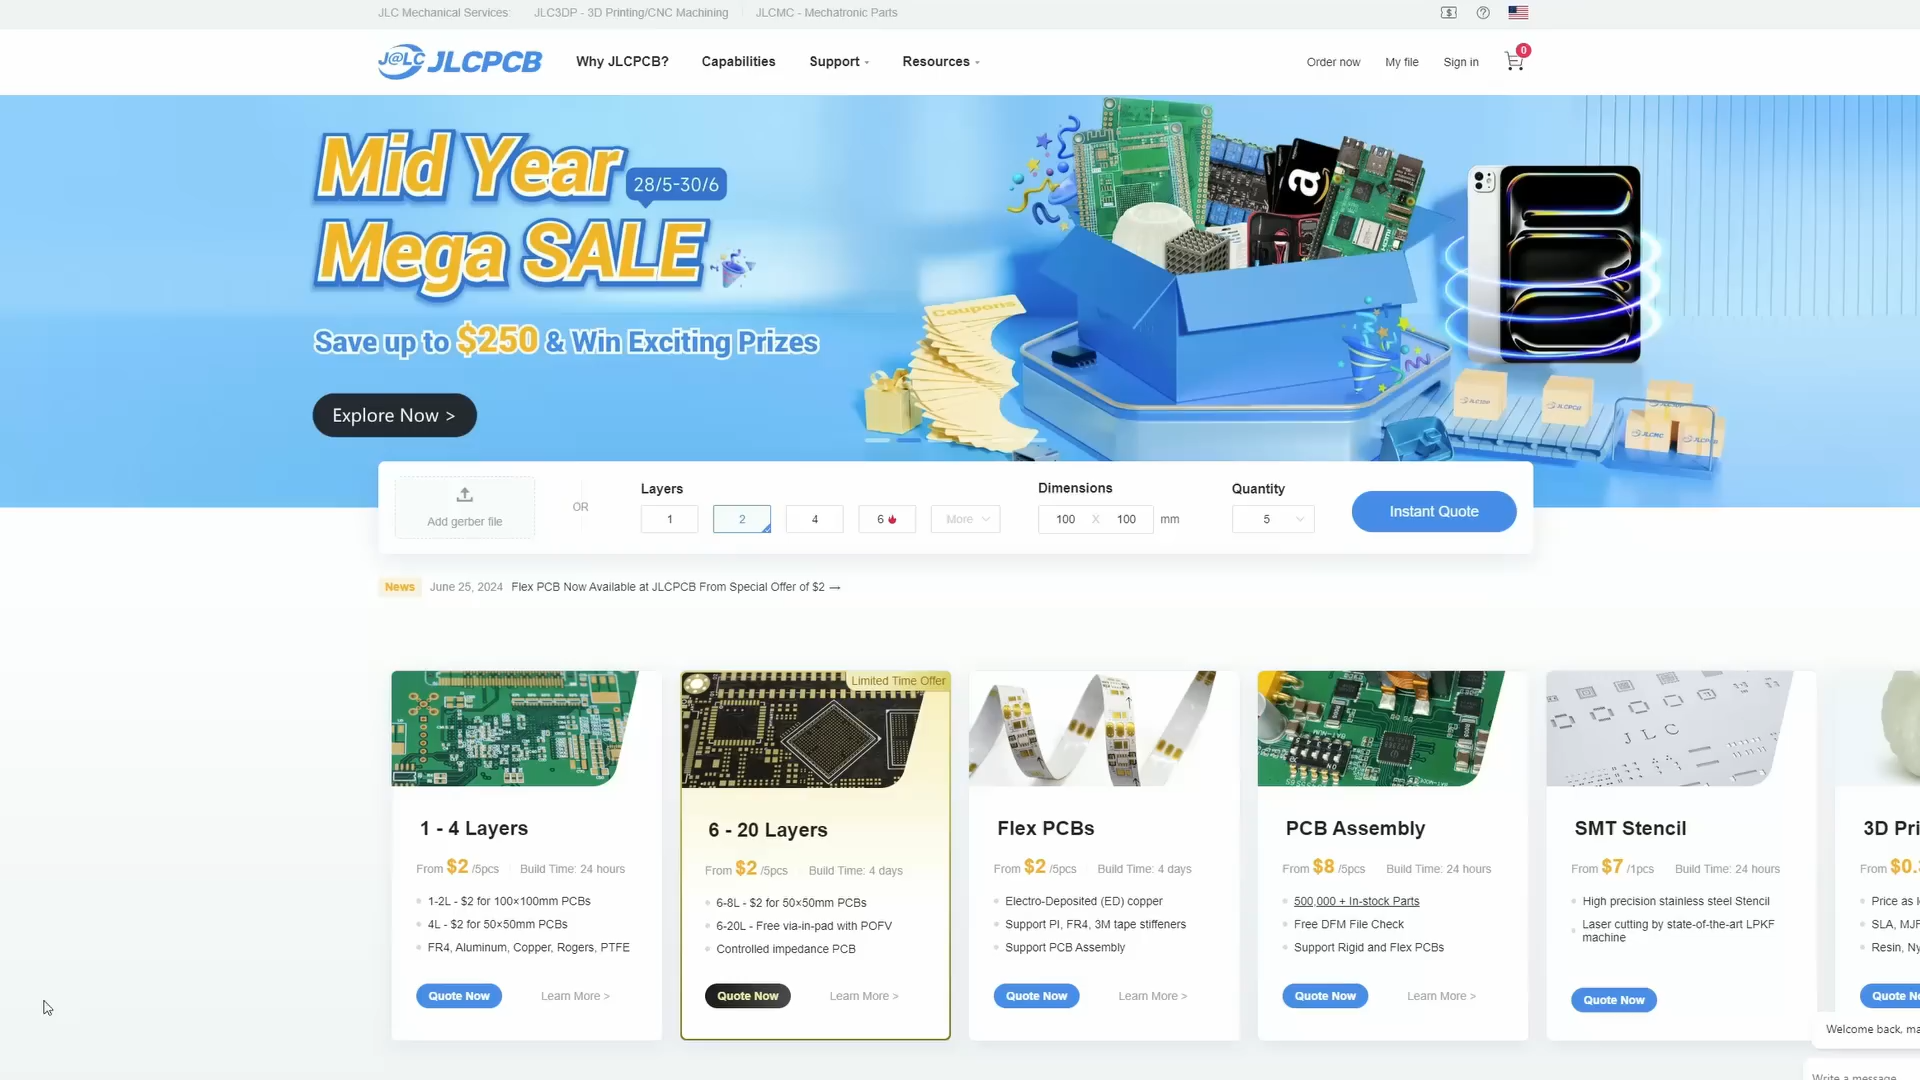 JLC Mechanical Services
JLC3DP - 3D Printing/CNC Machining
JLCMC - Mechatronic Parts
J@LC JLCPCB
Why JLCPCB?
Capabilities
Support
Resources
Order now
My file
Sign in
0
Mid Year
28/5-30/6
Mega SALE
Save up to $250 & Win Exciting Prizes
Explore Now >
Coupons
a
Add gerber file
OR
Layers
1
2
4
6
More
Dimensions
100 X 100 mm
Quantity
5
Instant Quote
News June 25, 2024 Flex PCB Now Available at JLCPCB From Special Offer of $2 →
1 - 4 Layers
From $2 /5pcs
Build Time: 24 hours
1-2L - $2 for 100×100mm PCBs
4L - $2 for 50×50mm PCBs
FR4, Aluminum, Copper, Rogers, PTFE
Quote Now
Learn More >
Limited Time Offer
6 - 20 Layers
From $2 /5pcs
Build Time: 4 days
6-8L - $2 for 50×50mm PCBs
6-20L - Free via-in-pad with POFV
Controlled impedance PCB
Quote Now
Learn More >
Flex PCBs
From $2 /5pcs
Build Time: 4 days
Electro-Deposited (ED) copper
Support PI, FR4, 3M tape stiffeners
Support PCB Assembly
Quote Now
Learn More >
PCB Assembly
From $8 /5pcs
Build Time: 24 hours
500,000 + In-stock Parts
Free DFM File Check
Support Rigid and Flex PCBs
Quote Now
Learn More >
JLC
SMT Stencil
From $7 /1pcs
Build Time: 24 hours
High precision stainless steel Stencil
Laser cutting by state-of-the-art LPKF
machine
Quote Now
3D Pri
From $0.
Price as l
SLA, MJF
Resin, Ny
Quote No
Welcome back, ma
Write a message